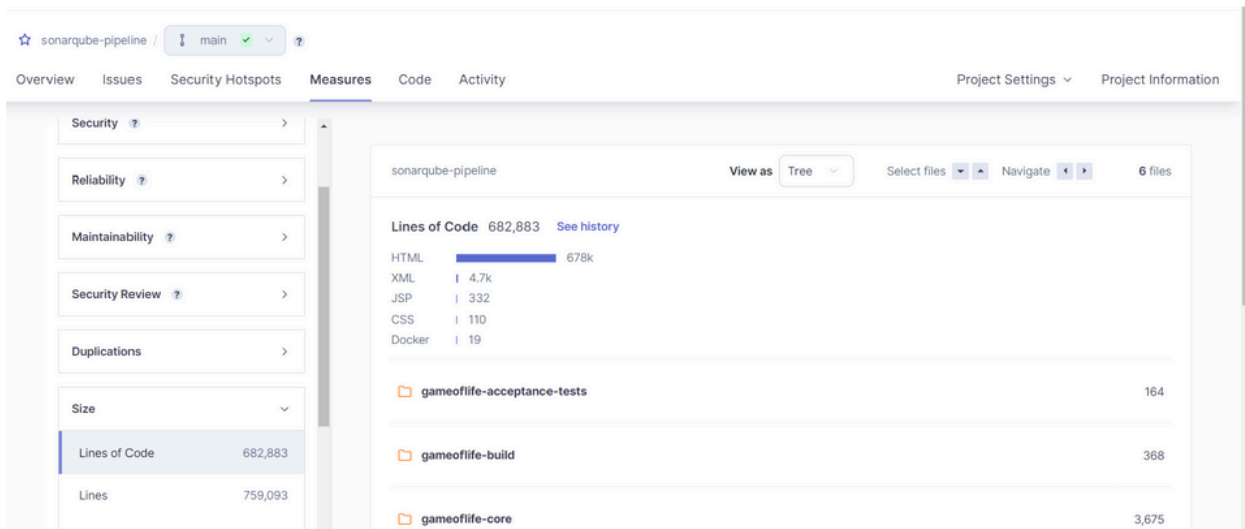 sonarqube-pipeline / main ?
Overview Issues Security Hotspots Measures Code Activity Project Settings Project Information
Security ?
Reliability ?
Maintainability ?
Security Review ?
Duplications
Size
Lines of Code 682,883
Lines 759,093
sonarqube-pipeline View as Tree Select files Navigate 6 files
Lines of Code 682,883 See history
HTML 678k
XML 4.7k
JSP 332
CSS 110
Docker 19
gameoflife-acceptance-tests 164
gameoflife-build 368
gameoflife-core 3,675